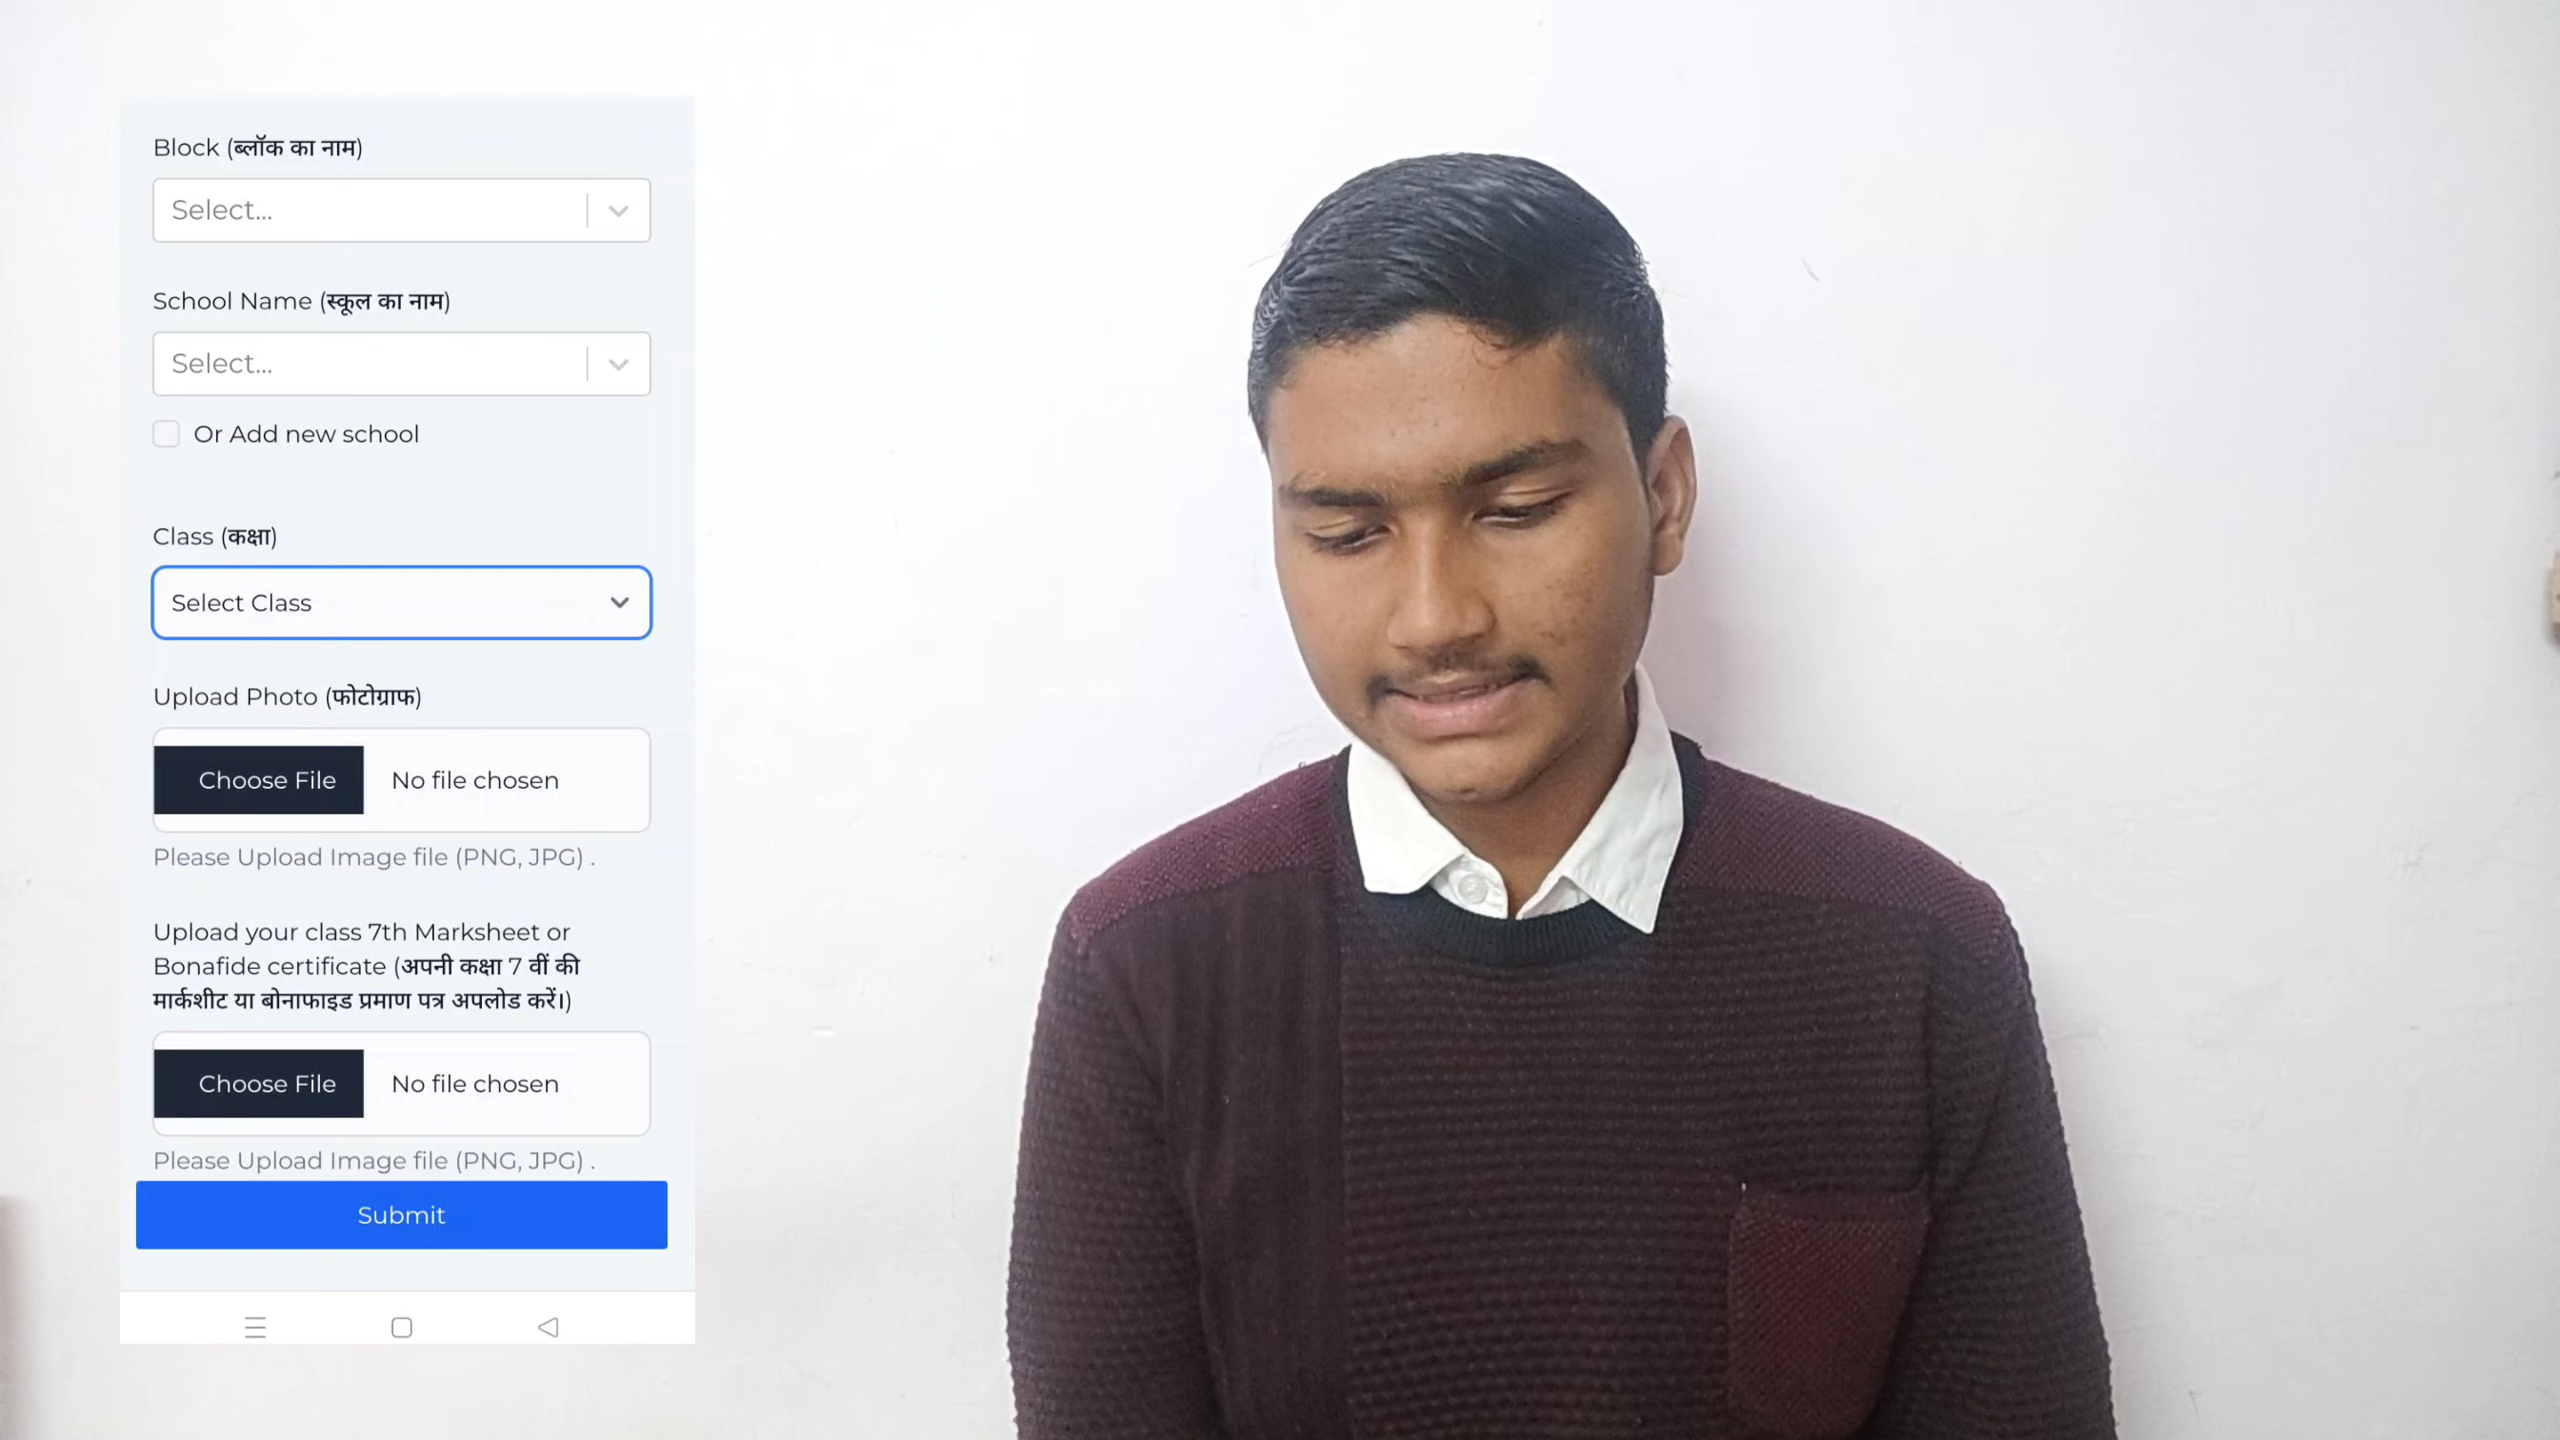 Block (ब्लॉक का नाम)
Select...
School Name (स्कूल का नाम)
Select...
Or Add new school
Class (कक्षा)
Select Class
Upload Photo (फोटोग्राफ)
Choose File No file chosen
Please Upload Image file (PNG, JPG) .
Upload your class 7th Marksheet or
Bonafide certificate (अपनी कक्षा 7 वीं की
मार्कशीट या बोनाफाइड प्रमाण पत्र अपलोड करें।)
Choose File No file chosen
Please Upload Image file (PNG, JPG) .
Submit